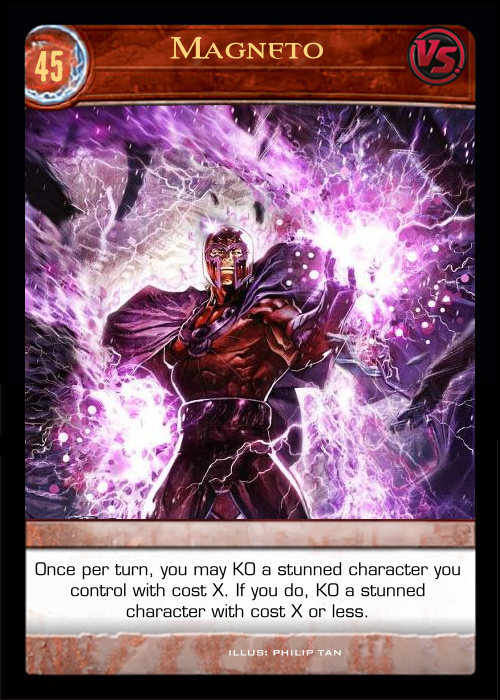 Magneto
45
VS.
Once per turn, you may KO a stunned character you
control with cost X. If you do, KO a stunned
character with cost X or less.
ILLUS: PHILIP TAN